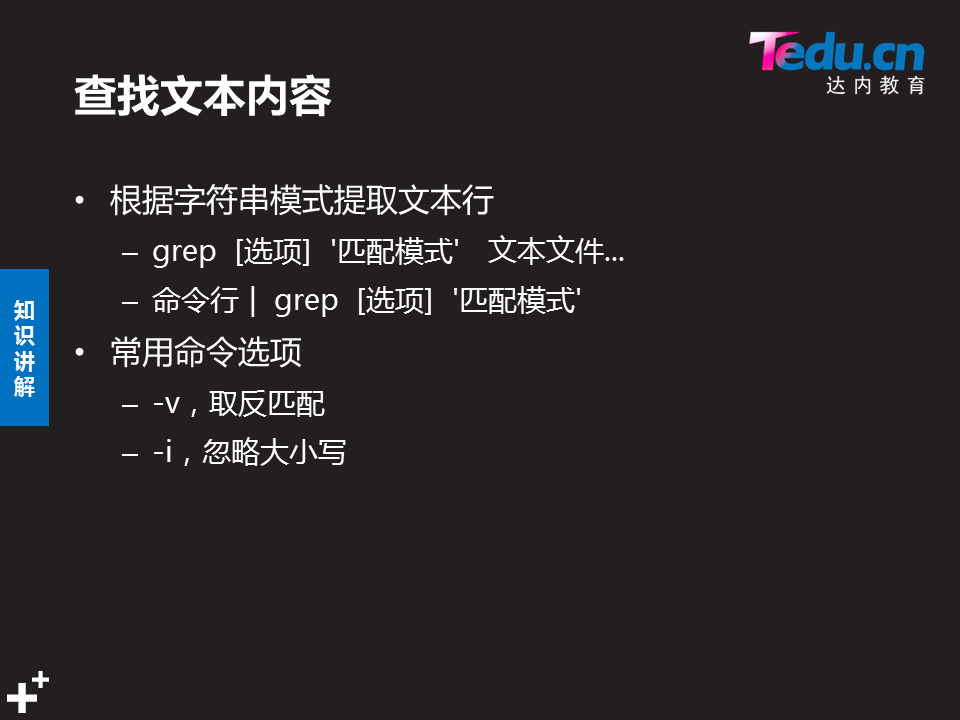 Tedu.cn
达内教育
查找文本内容
• 根据字符串模式提取文本行
– grep [选项] '匹配模式' 文本文件...
– 命令行 | grep [选项] '匹配模式'
• 常用命令选项
– -v，取反匹配
– -i，忽略大小写
知识讲解